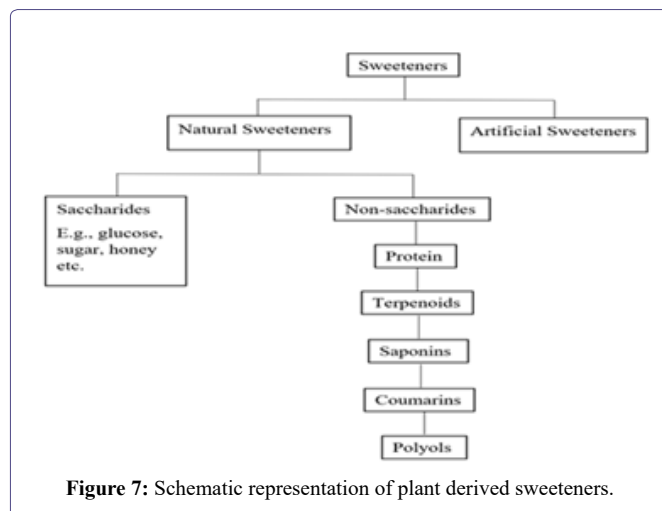 Sweeteners
Natural Sweeteners
Artificial Sweeteners
Saccharides
E.g., glucose,
sugar, honey
etc.
Non-saccharides
Protein
Terpenoids
Saponins
Coumarins
Polyols
Figure 7: Schematic representation of plant derived sweeteners.